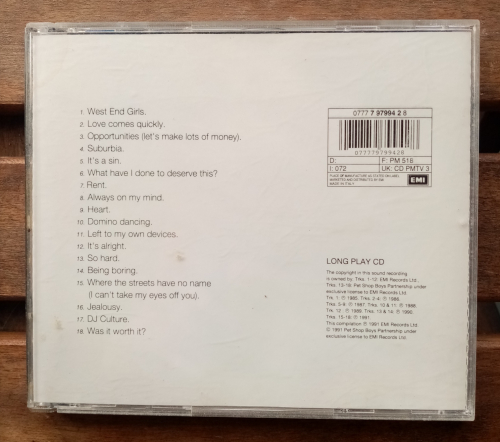 1. West End Girls.
2. Love comes quickly.
3. Opportunities (let's make lots of money).
4. Suburbia.
5. It's a sin.
6. What have I done to deserve this?
7. Rent.
8. Always on my mind.
9. Heart.
10. Domino dancing.
11. Left to my own devices.
12. It's alright.
13. So hard.
14. Being boring.
15. Where the streets have no name
(I can't take my eyes off you).
16. Jealousy.
17. DJ Culture.
18. Was it worth it?
0777 7 97994 2 8
D: F: PM 518
I: 072 UK: CD PMTV 3
MADE IN ITALY
EMI
LONG PLAY CD
The copyright in this sound recording
is owned by: Trks. 1-12: EMI Records Ltd.
Trks. 13-18: Pet Shop Boys Partnership under
exclusive license to EMI Records Ltd.
This compilation ℗ 1991 EMI Records Ltd
© 1991 Pet Shop Boys Partnership under
exclusive license to EMI Records Ltd.